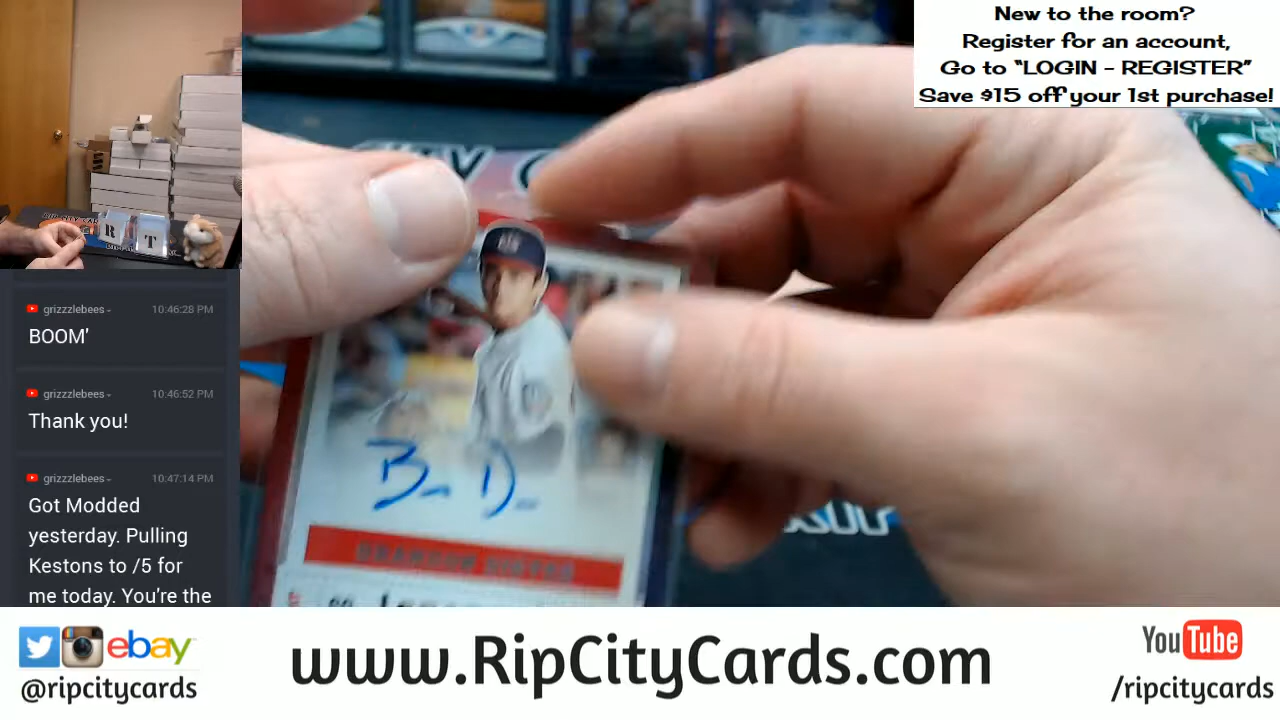 New to the room?
Register for an account,
Go to “LOGIN - REGISTER”
Save $15 off your 1st purchase!
R T
grizzzlebees
10:46:28 PM
BOOM'
grizzzlebees
10:46:52 PM
Thank you!
grizzzlebees
10:47:14 PM
Got Modded
yesterday. Pulling
Kestons to /5 for
me today. You're the
B D
ebay
@ripcitycards
www.RipCityCards.com
YouTube
/ripcitycards